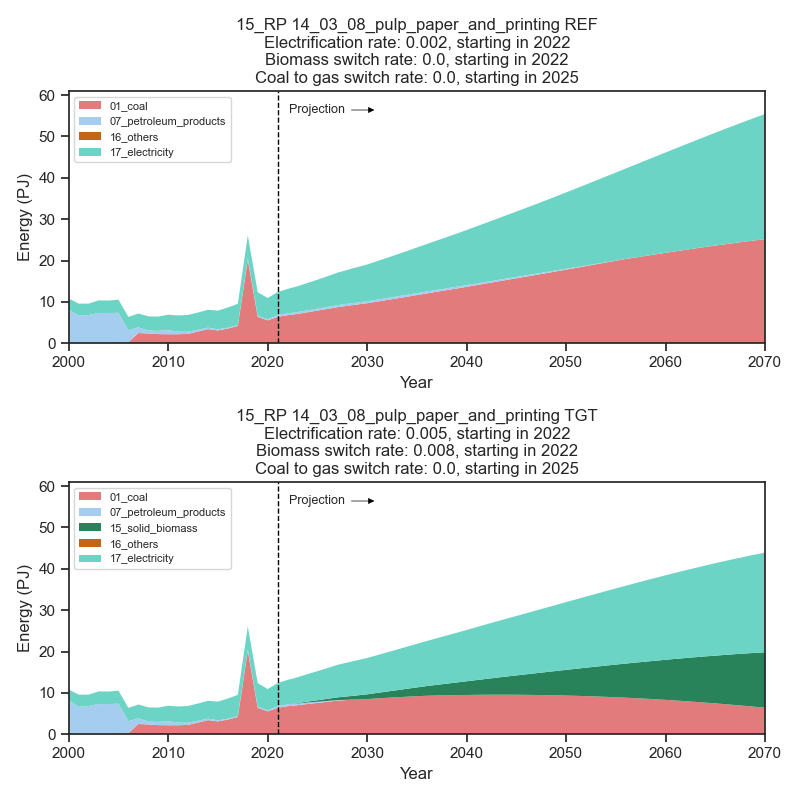 15_RP 14_03_08_pulp_paper_and_printing REF
Electrification rate: 0.002, starting in 2022
Biomass switch rate: 0.0, starting in 2022
Coal to gas switch rate: 0.0, starting in 2025
60
50
40
30
20
10
0
Energy (PJ)
01_coal
07_petroleum_products
16_others
17_electricity
Projection
2000 2010 2020 2030 2040 2050 2060 2070
Year
15_RP 14_03_08_pulp_paper_and_printing TGT
Electrification rate: 0.005, starting in 2022
Biomass switch rate: 0.008, starting in 2022
Coal to gas switch rate: 0.0, starting in 2025
60
50
40
30
20
10
0
Energy (PJ)
01_coal
07_petroleum_products
15_solid_biomass
16_others
17_electricity
Projection
2000 2010 2020 2030 2040 2050 2060 2070
Year